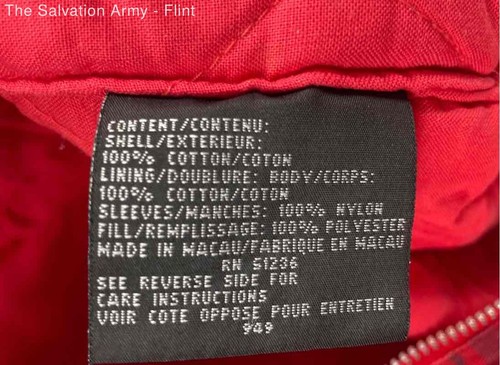 The Salvation Army - Flint
CONTENT/CONTENU:
SHELL/EXTERIEUR:
100% COTTON/COTON
LINING/DOUBLURE: BODY/CORPS:
100% COTTON/COTON
SLEEVES/MANCHES: 100% NYLON
FILL/REMPLISSAGE: 100% POLYESTER
MADE IN MACAU/FABRIQUE EN MACAU
RN 51236
SEE REVERSE SIDE FOR
CARE INSTRUCTIONS
VOIR COTE OPPOSE POUR ENTRETIEN
949